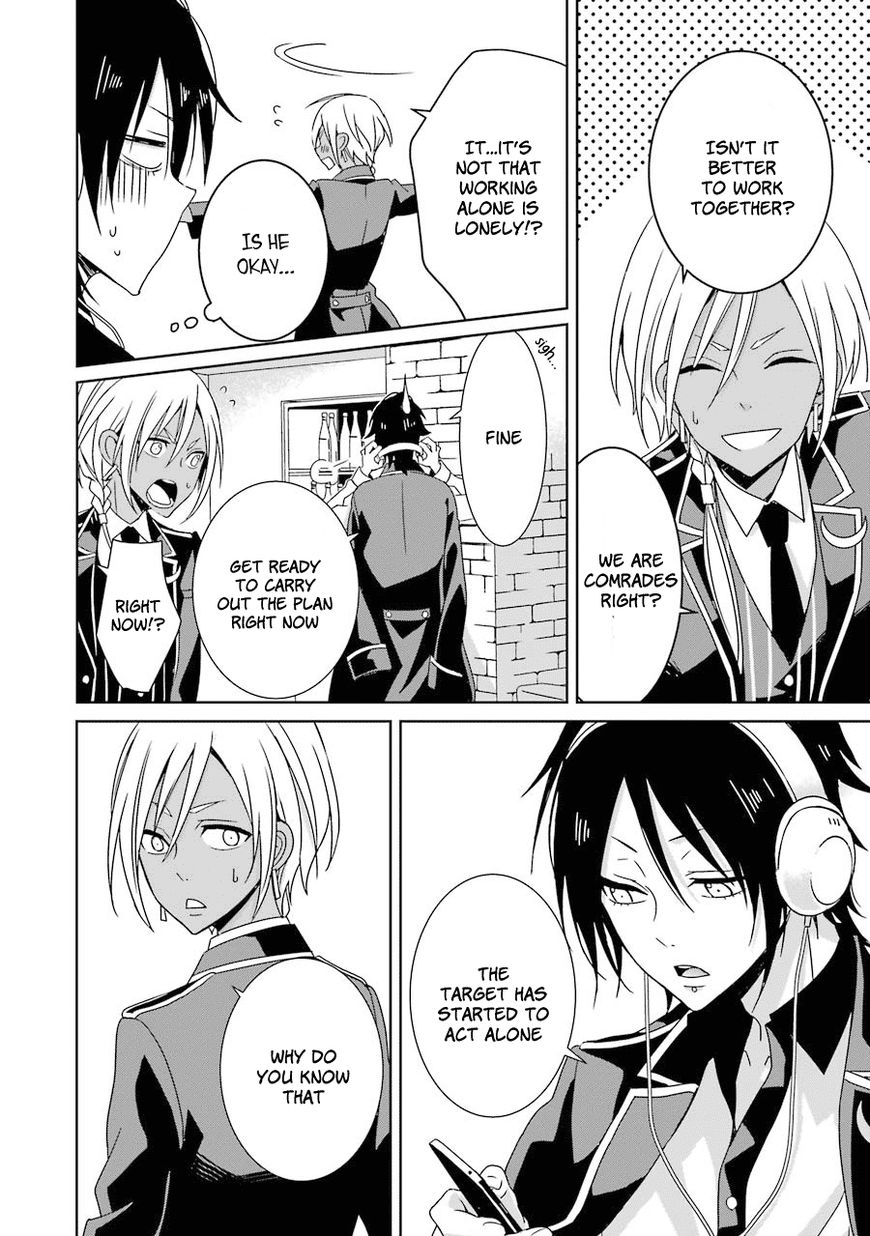 ISN'T IT
BETTER
TO WORK
TOGETHER?
WE ARE
COMRADES
RIGHT?
IT...IT'S
NOT THAT
WORKING
ALONE IS
LONELY!?
IS HE
OKAY...
sigh...
FINE
GET READY
TO CARRY
OUT THE PLAN
RIGHT NOW
RIGHT
NOW!?
THE
TARGET HAS
STARTED TO
ACT ALONE
WHY DO
YOU KNOW
THAT